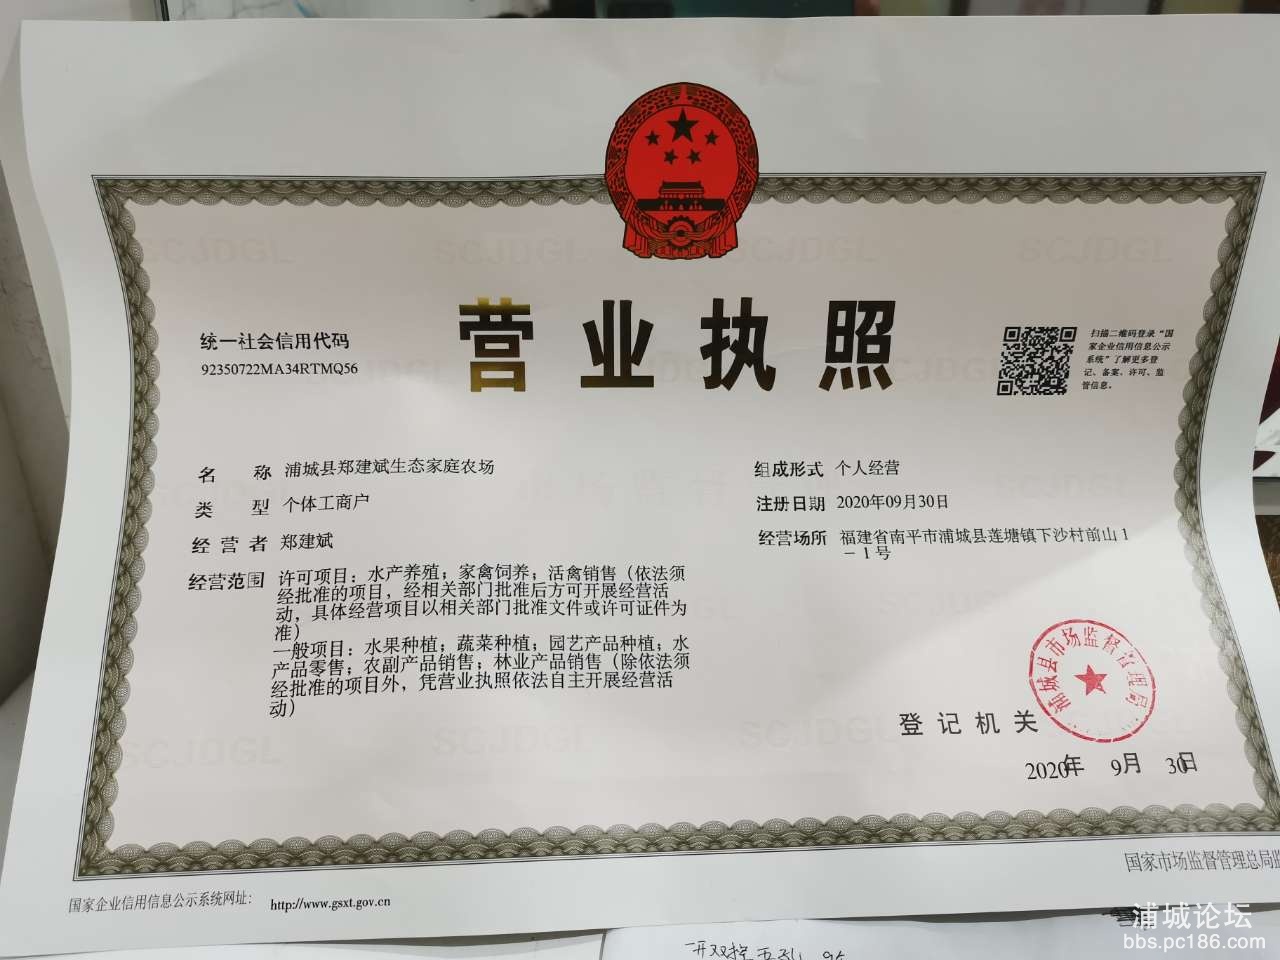 营业执照
统一社会信用代码
92350722MA34RTMQ56
扫描二维码登录“国
家企业信用信息公示
系统”了解更多登
记、备案、许可、监
管信息。
名 称 浦城县郑建斌生态家庭农场
类 型 个体工商户
经营者 郑建斌
经营范围 许可项目：水产养殖；家禽饲养；活禽销售（依法须
经批准的项目，经相关部门批准后方可开展经营活
动，具体经营项目以相关部门批准文件或许可证件为
准）
一般项目：水果种植；蔬菜种植；园艺产品种植；水
产品零售；农副产品销售；林业产品销售（除依法须
经批准的项目外，凭营业执照依法自主开展经营活
动）
组成形式 个人经营
注册日期 2020年09月30日
经营场所 福建省南平市浦城县莲塘镇下沙村前山1
－1号
浦城县市场监督管理局
登记机关
2020年 9月 30日
国家企业信用信息公示系统网址： http://www.gsxt.gov.cn
国家市场监督管理总局监
浦城论坛
bbs.pc186.com
SCJDGL